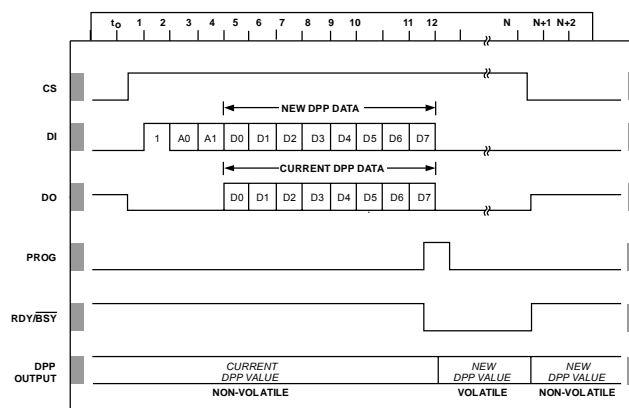 to 1 2 3 4 5 6 7 8 9 10 11 12 N N+1 N+2
CS
NEW DPP DATA
DI 1 A0 A1 D0 D1 D2 D3 D4 D5 D6 D7
CURRENT DPP DATA
DO D0 D1 D2 D3 D4 D5 D6 D7
PROG
RDY/BSY
DPP
OUTPUT
CURRENT
DPP VALUE
NON-VOLATILE
NEW
DPP VALUE
VOLATILE
NEW
DPP VALUE
NON-VOLATILE